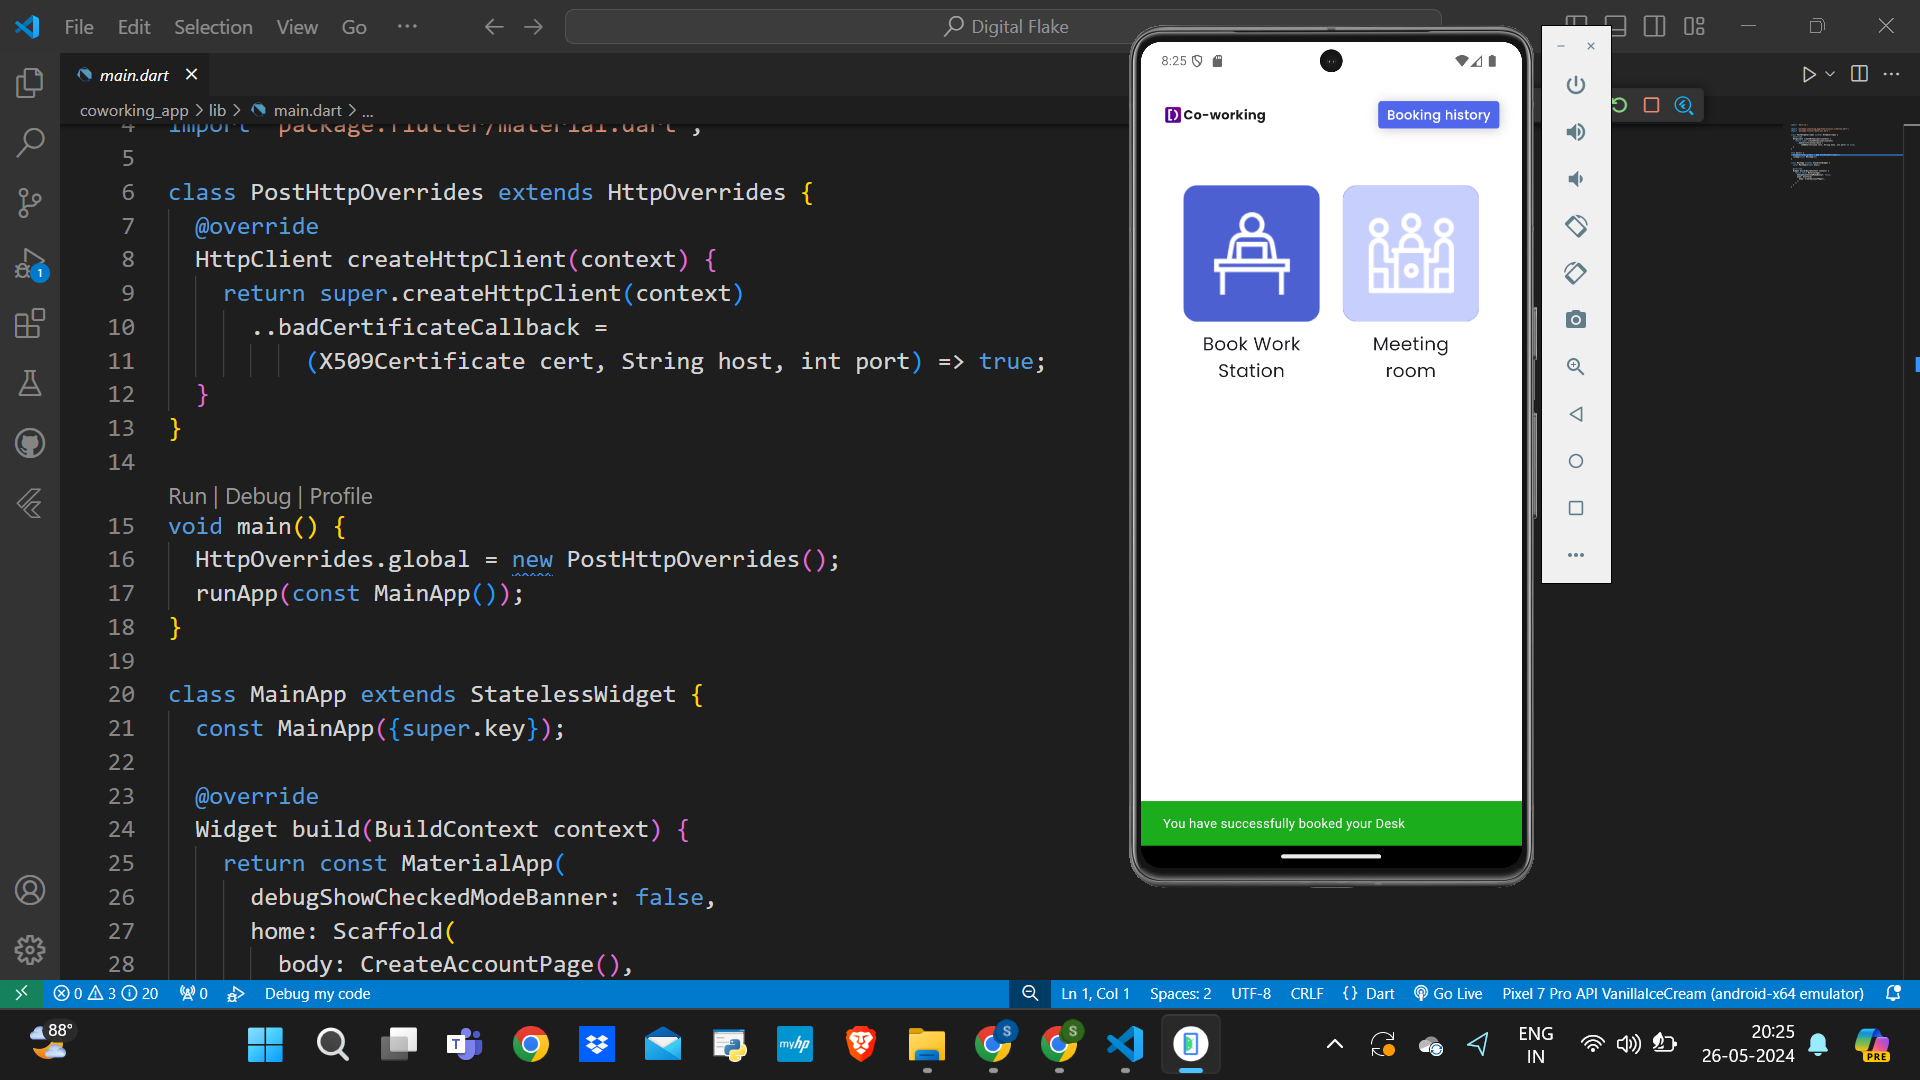 File Edit Selection View Go ...
Digital Flake
main.dart
coworking_app > lib > main.dart > ...
4 import 'package:flutter/material.dart';
5
6 class PostHttpOverrides extends HttpOverrides {
7 @override
8 HttpClient createHttpClient(context) {
9 return super.createHttpClient(context)
10 ..badCertificateCallback =
11 (X509Certificate cert, String host, int port) => true;
12 }
13 }
14
Run | Debug | Profile
15 void main() {
16 HttpOverrides.global = new PostHttpOverrides();
17 runApp(const MainApp());
18 }
19
20 class MainApp extends StatelessWidget {
21 const MainApp({super.key});
22
23 @override
24 Widget build(BuildContext context) {
25 return const MaterialApp(
26 debugShowCheckedModeBanner: false,
27 home: Scaffold(
28 body: CreateAccountPage(),
1
8:25
Co-working
Booking history
Book Work
Station
Meeting
room
You have successfully booked your Desk
0 3 20 0 Debug my code
Ln 1, Col 1 Spaces: 2 UTF-8 CRLF {} Dart Go Live Pixel 7 Pro API VanillaIceCream (android-x64 emulator)
88°
myhp
S
S
ENG
IN
20:25
26-05-2024
PRE